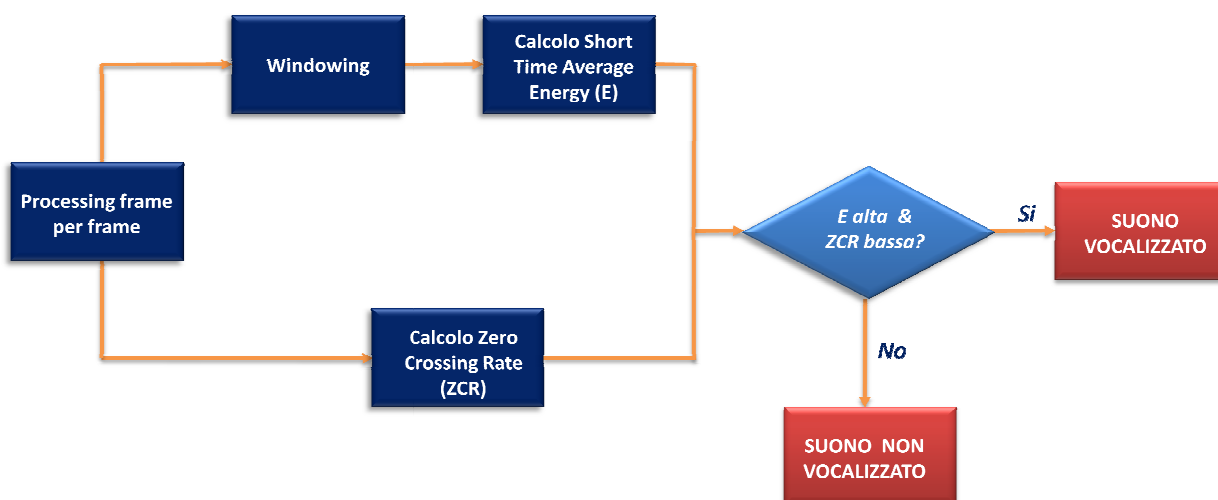 Windowing
Calcolo Short
Time Average
Energy (E)
Processing frame
per frame
Calcolo Zero
Crossing Rate
(ZCR)
E alta & 
ZCR bassa?
Si
SUONO
VOCALIZZATO
No
SUONO NON
VOCALIZZATO